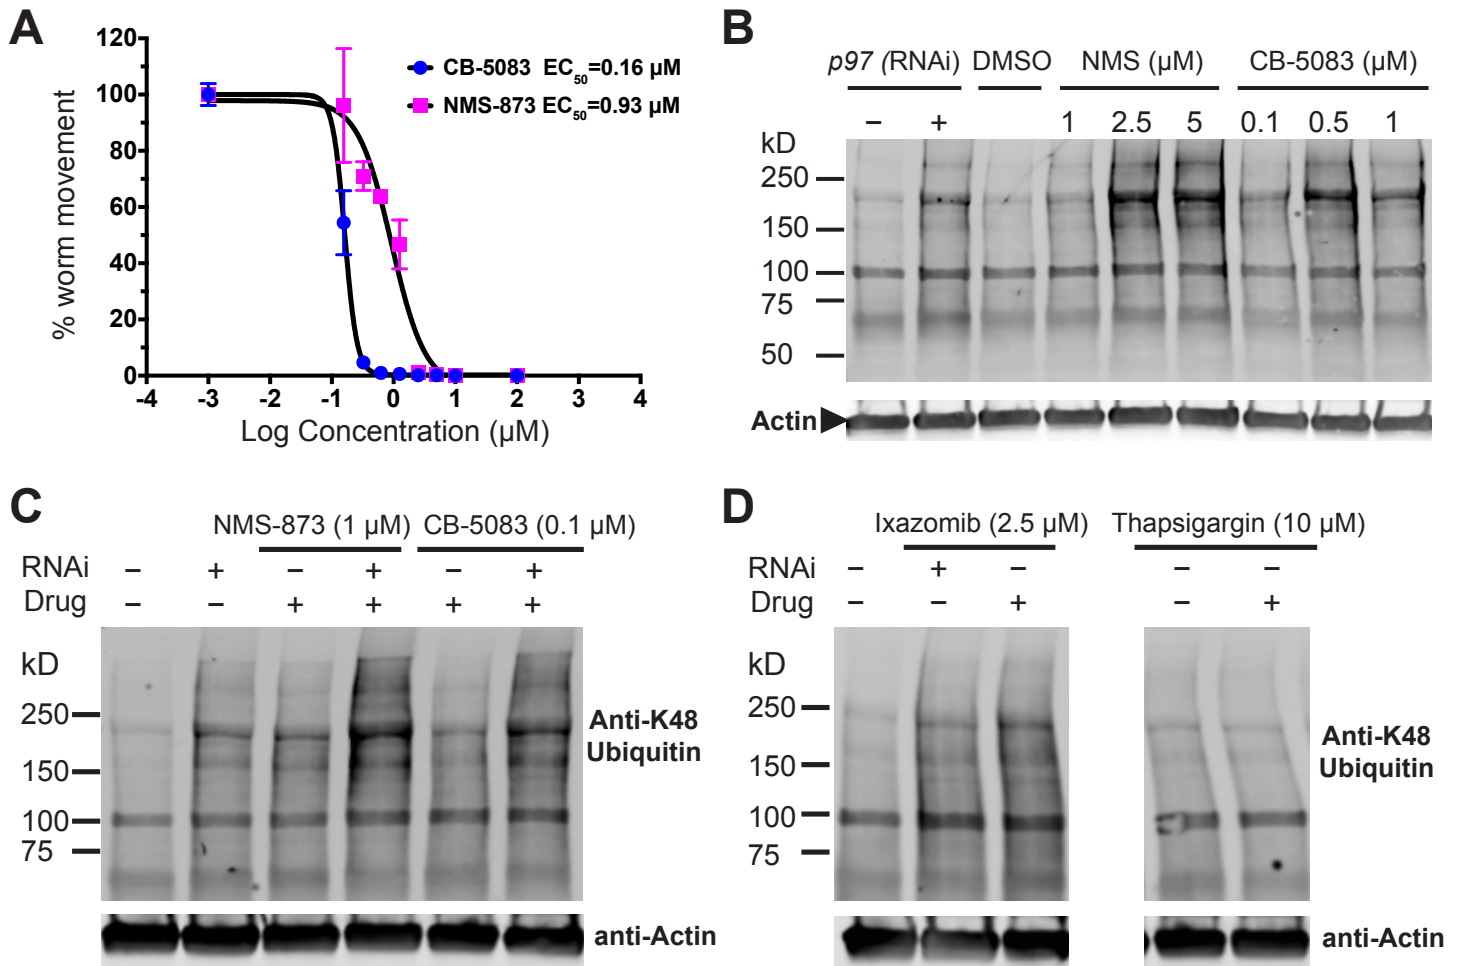 A
120
100
80
60
40
20
0
% worm movement
-4 -3 -2 -1 0 1 2 3 4
Log Concentration (µM)
CB-5083 EC50=0.16 µM
NMS-873 EC50=0.93 µM
B
p97 (RNAi) DMSO NMS (µM) CB-5083 (µM)
− + 1 2.5 5 0.1 0.5 1
kD
250
150
100
75
50
Actin
C
NMS-873 (1 µM) CB-5083 (0.1 µM)
RNAi − + − + − +
Drug − − + + + +
kD
250
150
100
75
Anti-K48
Ubiquitin
anti-Actin
D
Ixazomib (2.5 µM) Thapsigargin (10 µM)
RNAi − + − − −
Drug − − + − +
kD
250
150
100
75
Anti-K48
Ubiquitin
anti-Actin